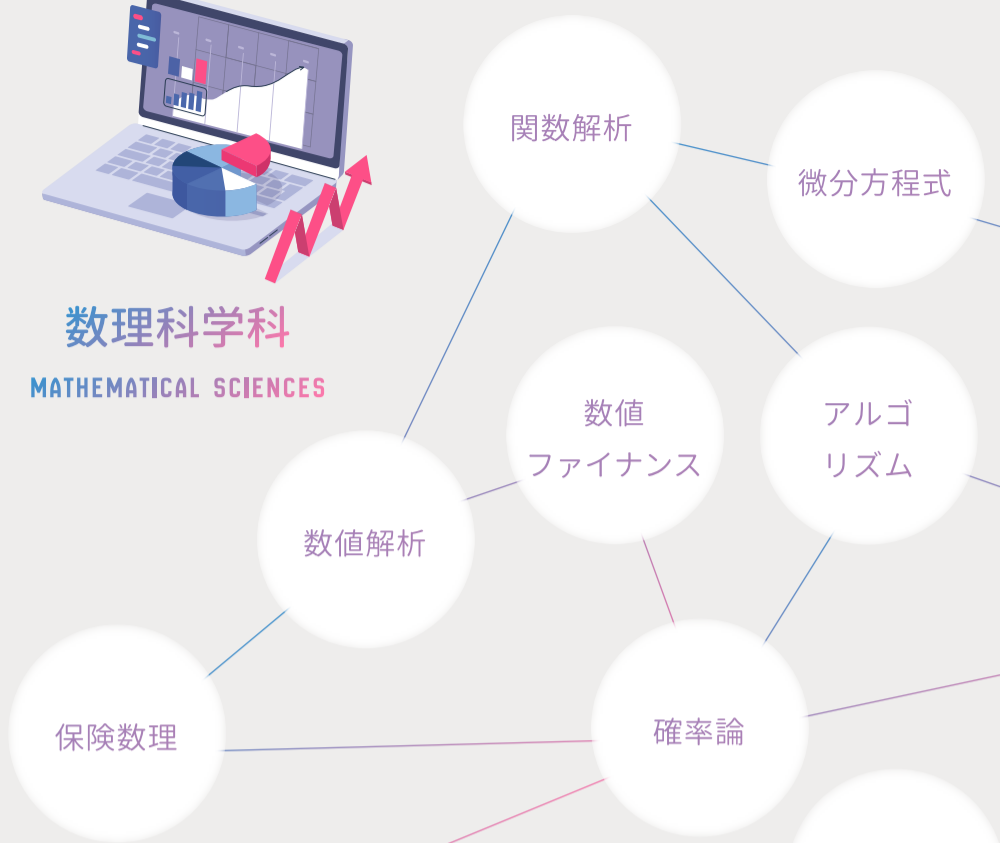 数理科学科
MATHEMATICAL SCIENCES
関数解析
微分方程式
数値
ファイナンス
アルゴ
リズム
数値解析
保険数理
確率論